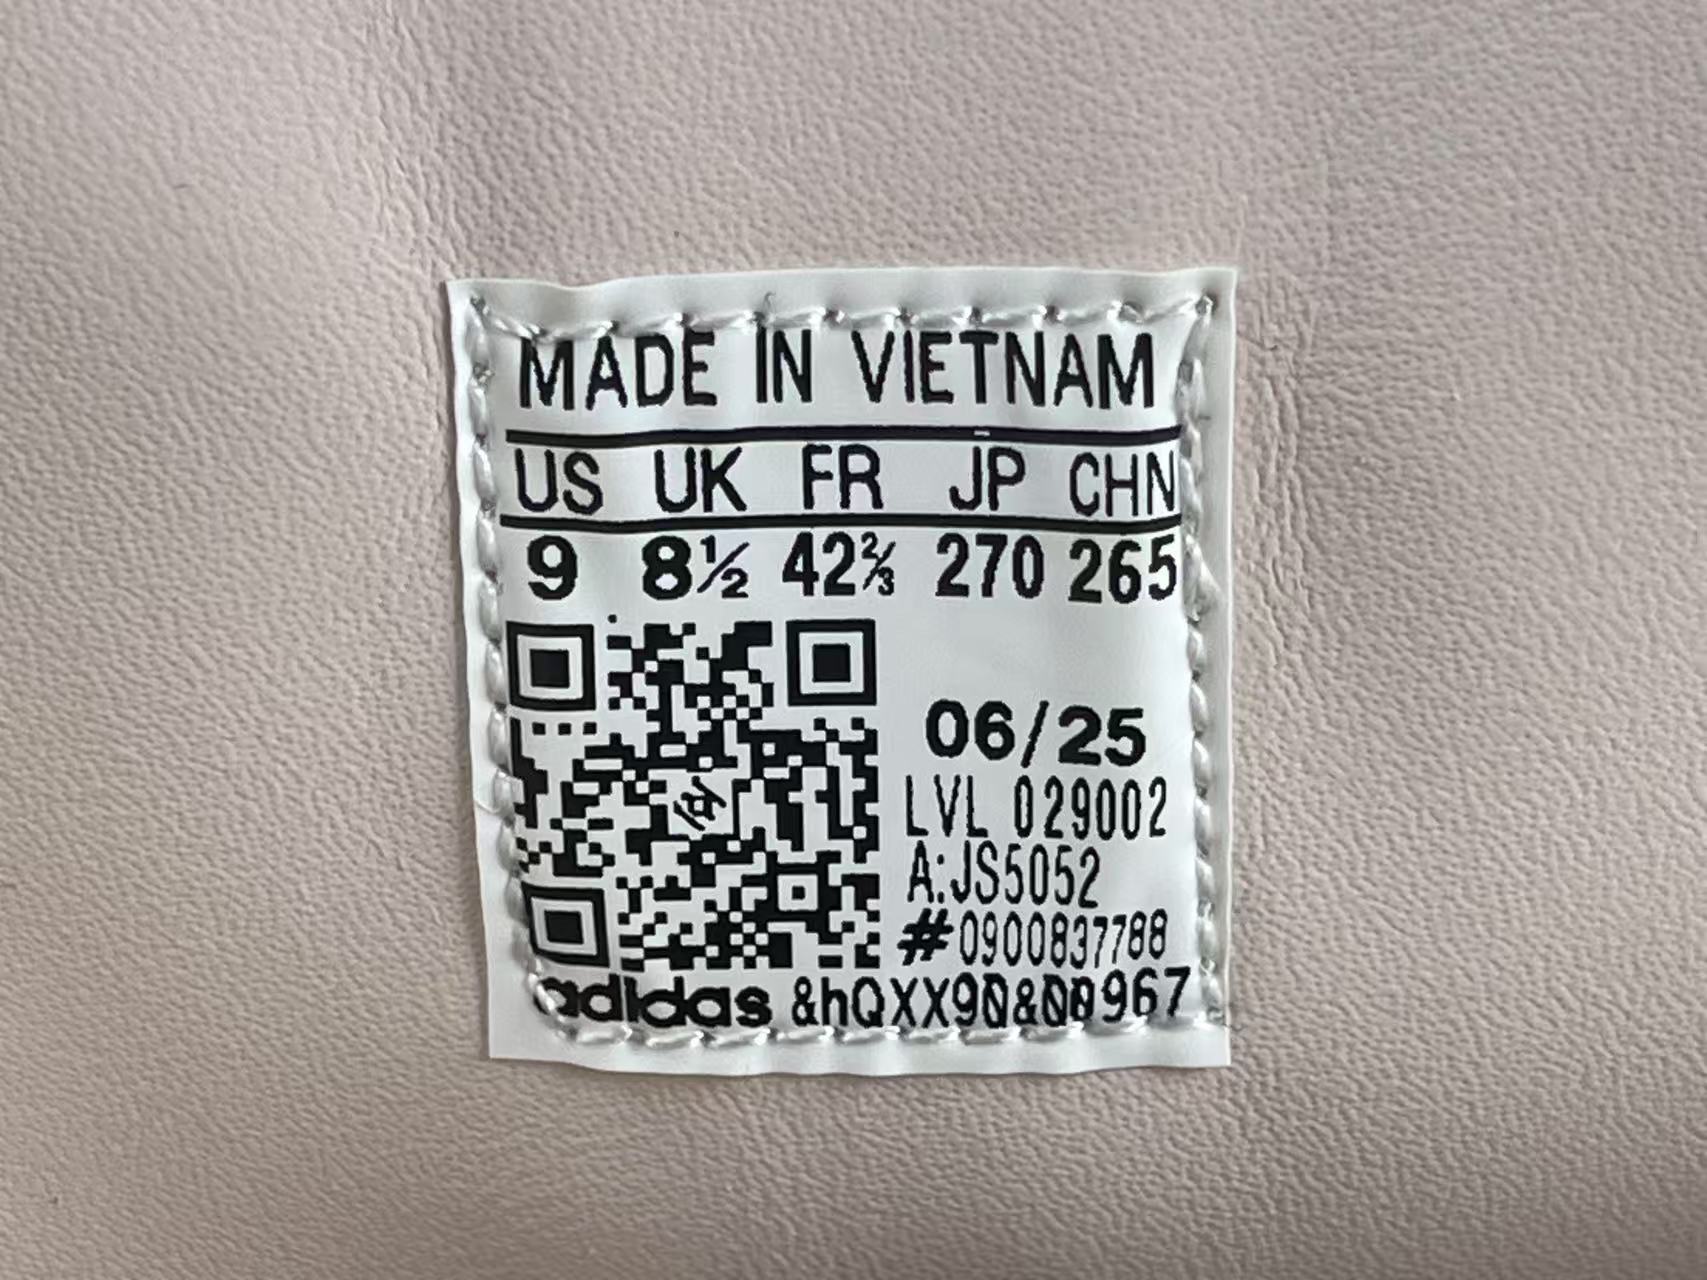 MADE IN VIETNAM
US UK FR JP CHN
9 8½ 42⅔ 270 265
06/25
LVL 029002
A:JS5052
#0900837788
adidas &hQXX90&00967